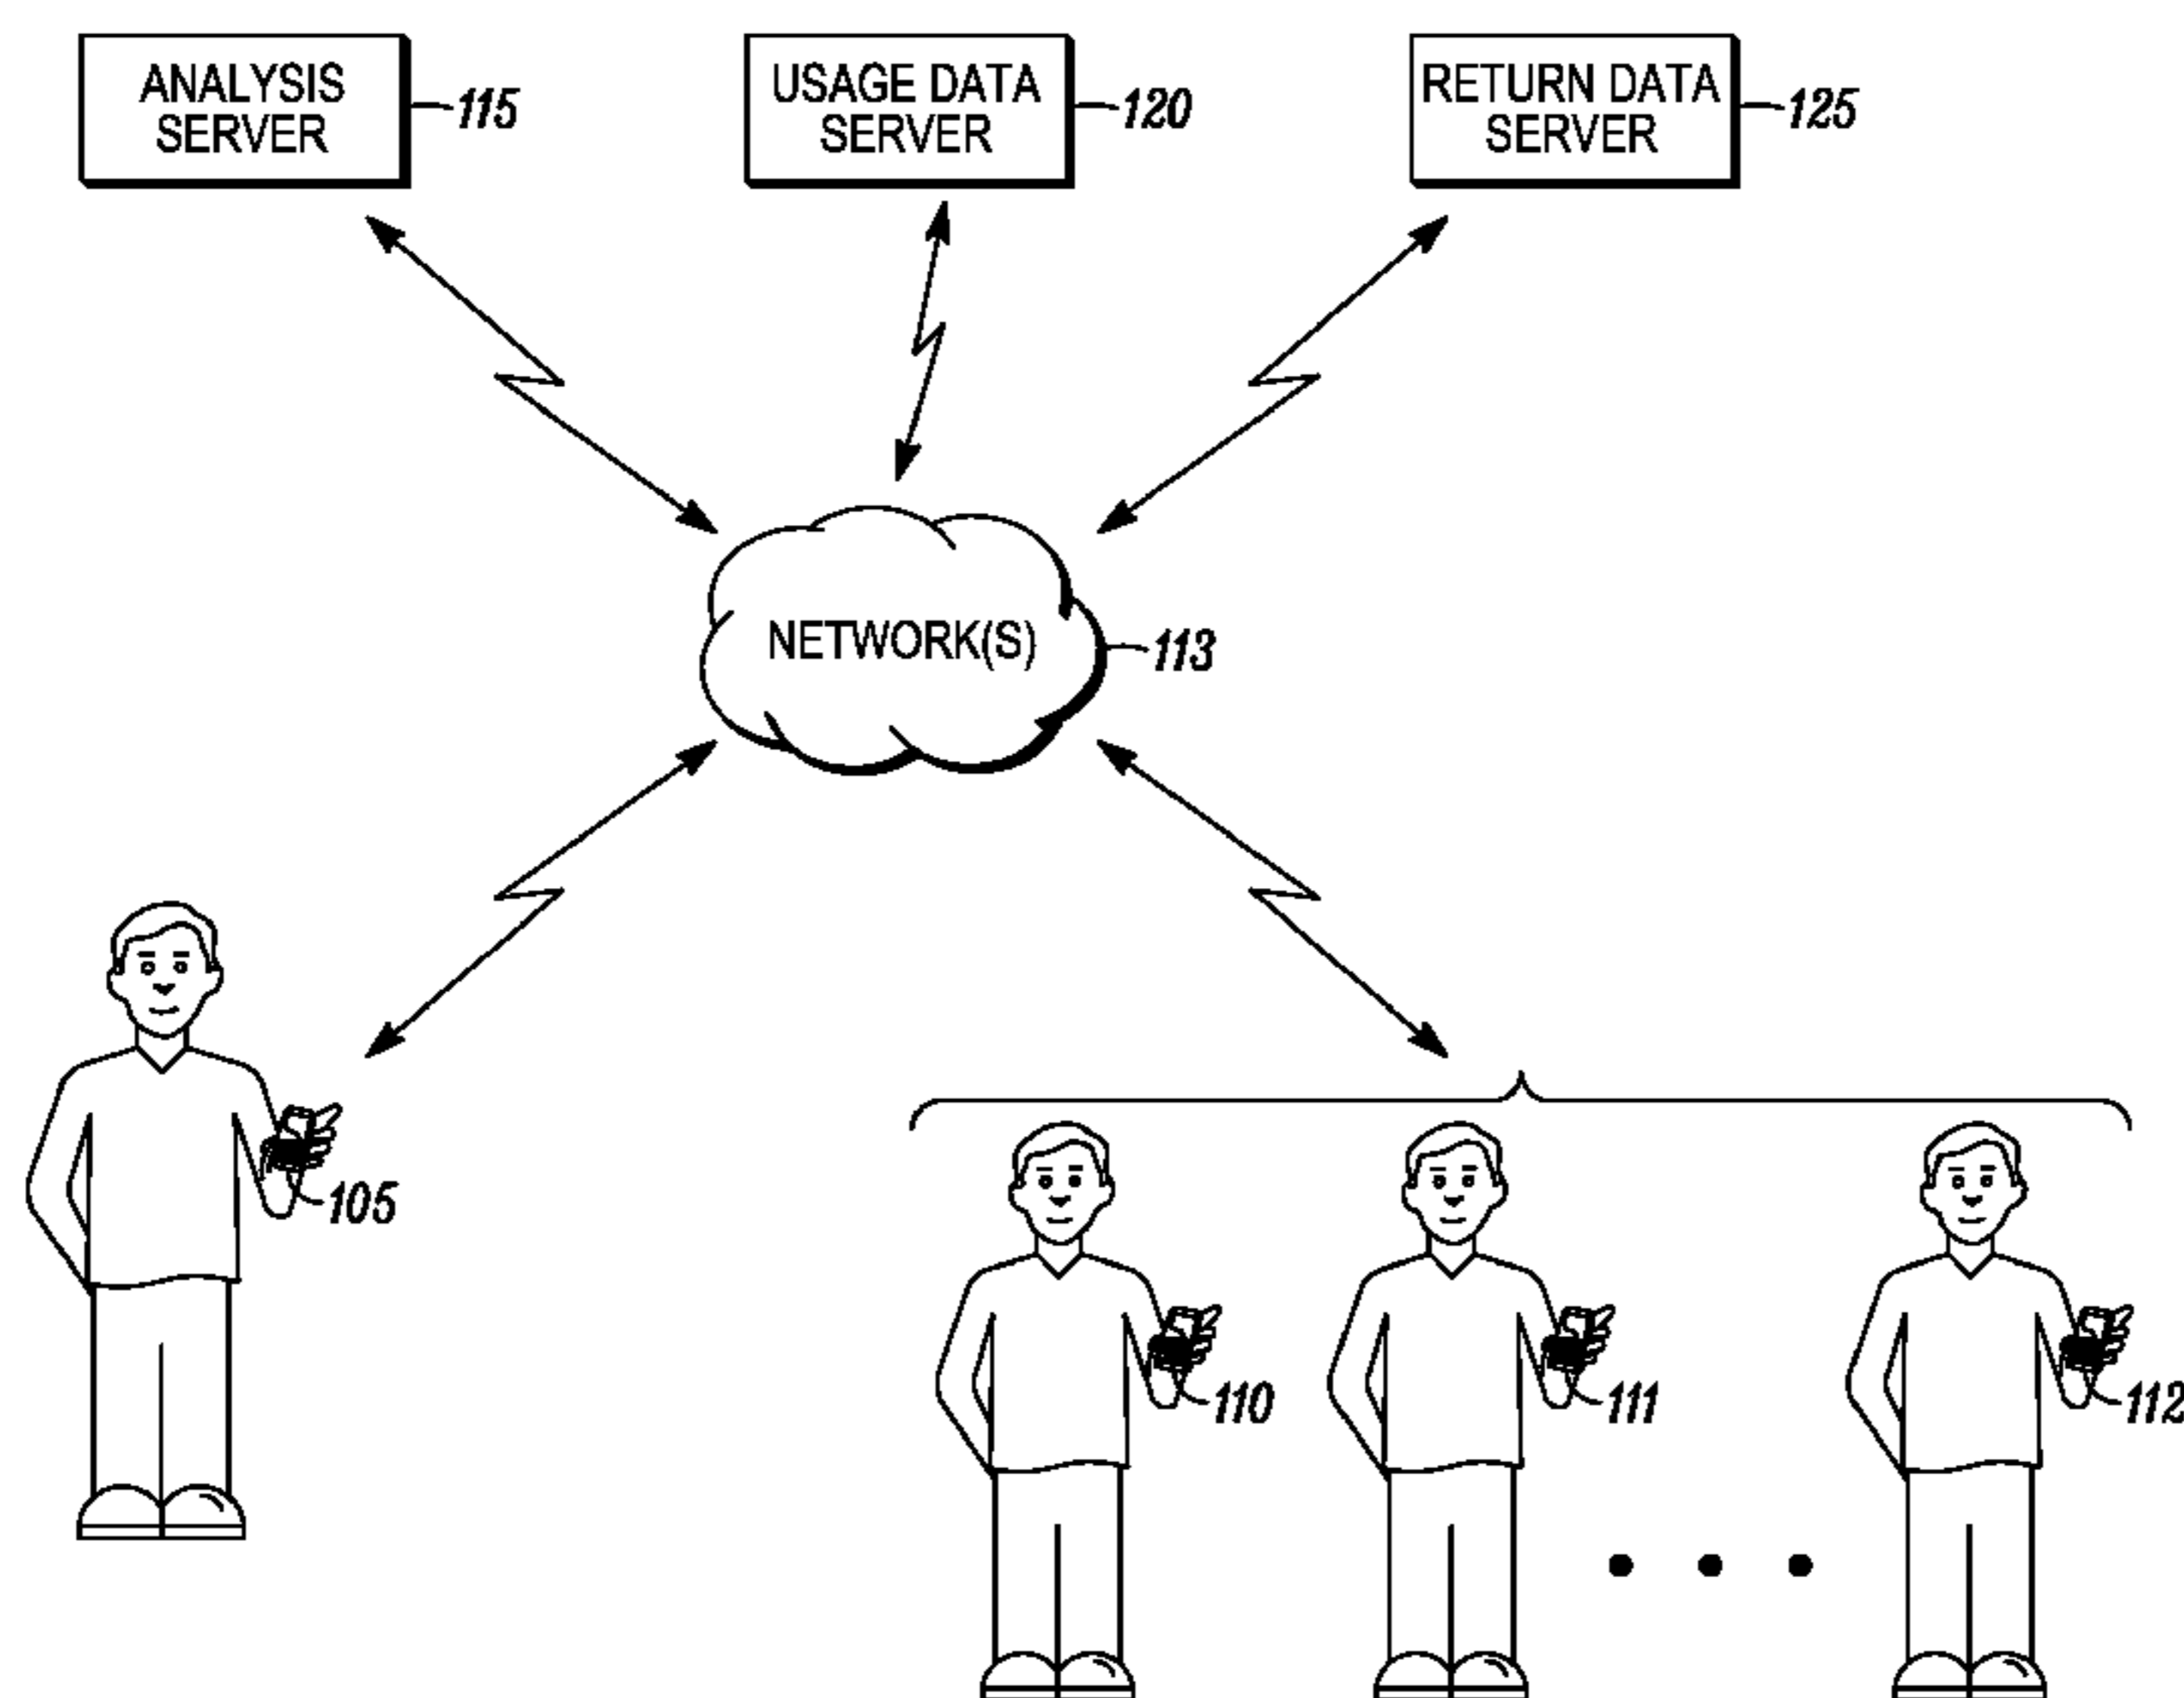 ANALYSIS
SERVER
115
USAGE DATA
SERVER
120
RETURN DATA
SERVER
125
NETWORK(S)
113
105
110
111
112